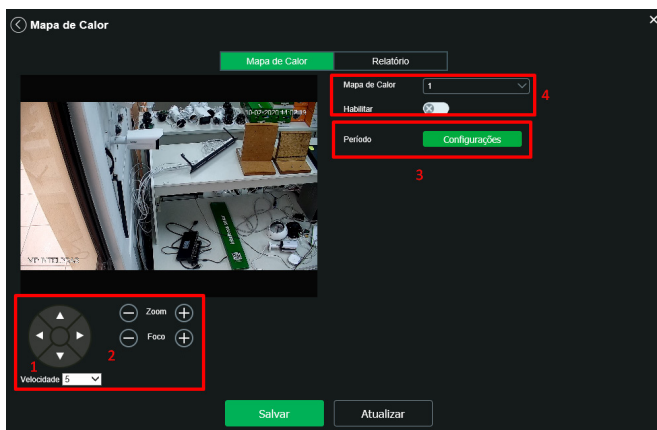 Mapa de Calor
Mapa de Calor Relatório
Mapa de Calor 1 4
Habilitar
Período Configurações
3
Zoom
Foco
1 2
Velocidade 5
Salvar Atualizar